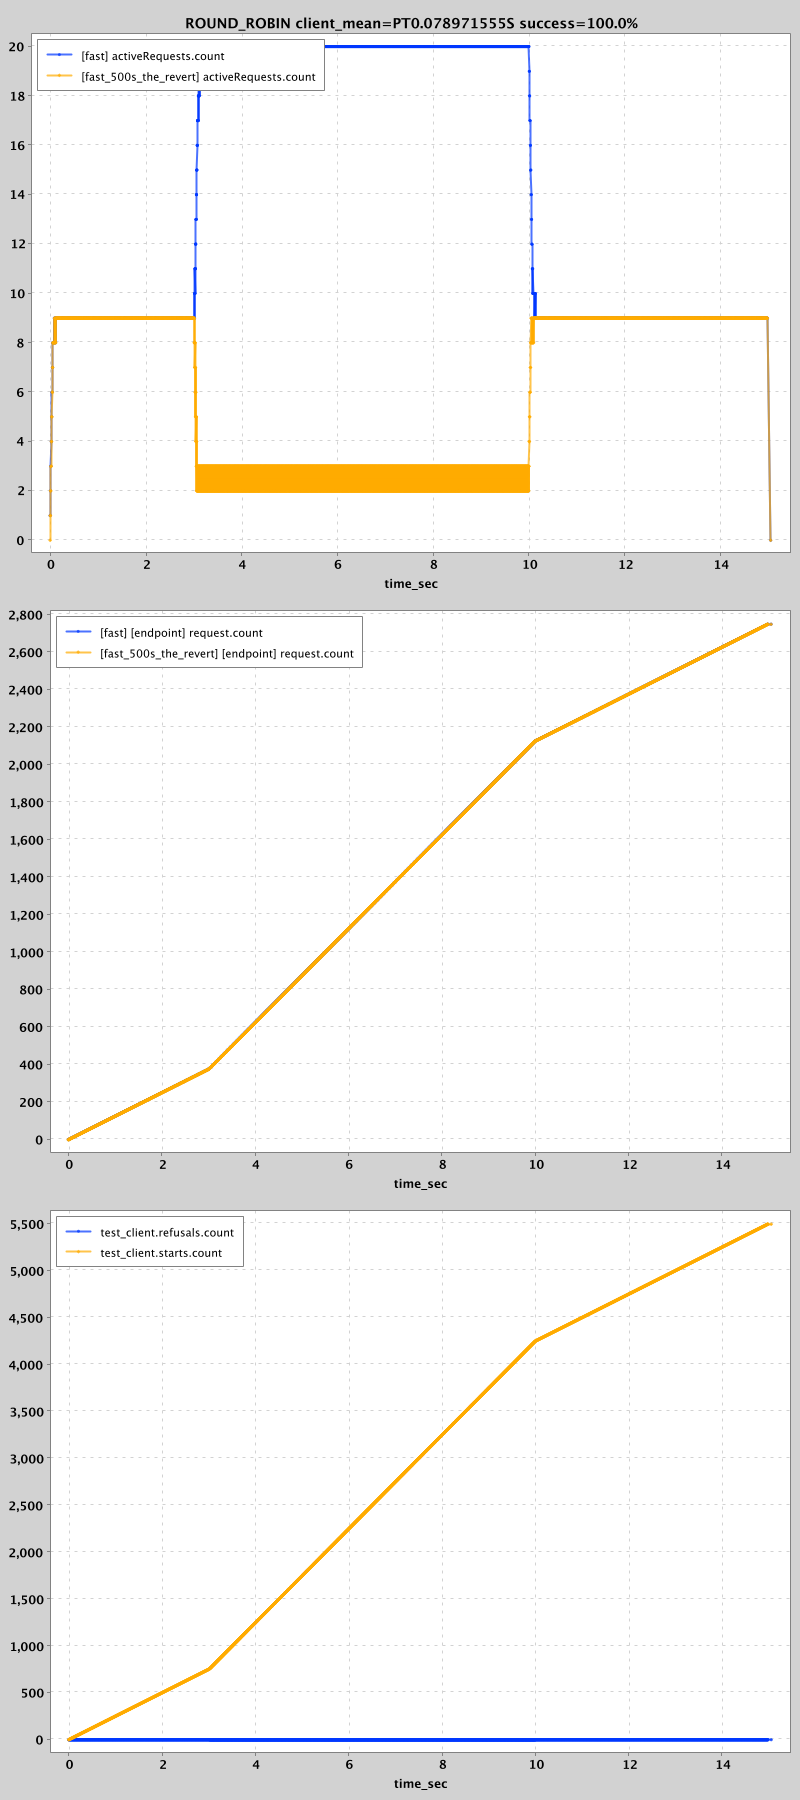 ROUND_ROBIN client_mean=PT0.078971555S success=100.0%
20
18
16
14
12
10
8
6
4
2
0
[fast] activeRequests.count
[fast_500s_the_revert] activeRequests.count
0 2 4 6 8 10 12 14
time_sec
2,800
2,600
2,400
2,200
2,000
1,800
1,600
1,400
1,200
1,000
800
600
400
200
0
[fast] [endpoint] request.count
[fast_500s_the_revert] [endpoint] request.count
0 2 4 6 8 10 12 14
time_sec
5,500
5,000
4,500
4,000
3,500
3,000
2,500
2,000
1,500
1,000
500
0
test_client.refusals.count
test_client.starts.count
0 2 4 6 8 10 12 14
time_sec